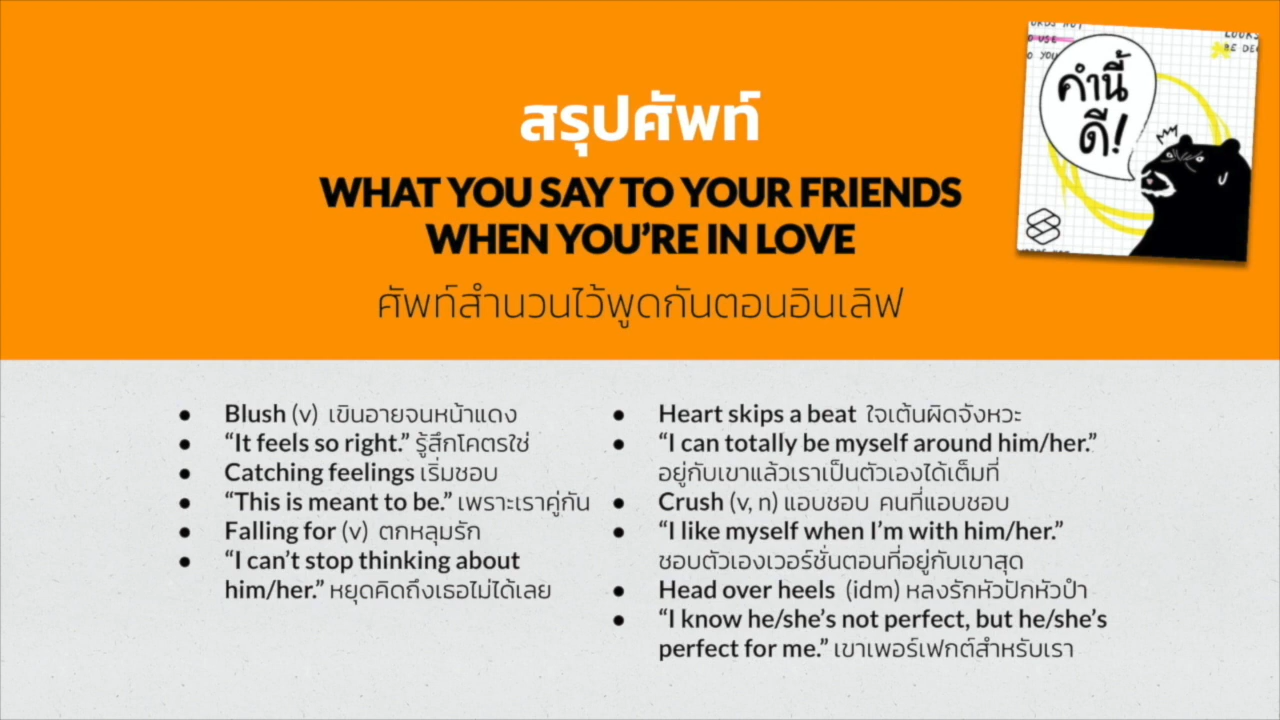 สรุปศัพท์
WHAT YOU SAY TO YOUR FRIENDS
WHEN YOU'RE IN LOVE
ศัพท์สำนวนไว้พูดกันตอนอินเลิฟ
คำนี้
ดี!
● Blush (v) เขินอายจนหน้าแดง
● “It feels so right.” รู้สึกโคตรใช่
● Catching feelings เริ่มชอบ
● “This is meant to be.” เพราะเราคู่กัน
● Falling for (v) ตกหลุมรัก
● “I can’t stop thinking about
him/her.” หยุดคิดถึงเธอไม่ได้เลย
● Heart skips a beat ใจเต้นผิดจังหวะ
● “I can totally be myself around him/her.”
อยู่กับเขาแล้วเราเป็นตัวเองได้เต็มที่
● Crush (v, n) แอบชอบ คนที่แอบชอบ
● “I like myself when I’m with him/her.”
ชอบตัวเองเวอร์ชั่นตอนที่อยู่กับเขาสุด
● Head over heels (idm) หลงรักหัวปักหัวปำ
● “I know he/she’s not perfect, but he/she’s
perfect for me.” เขาเพอร์เฟกต์สำหรับเรา